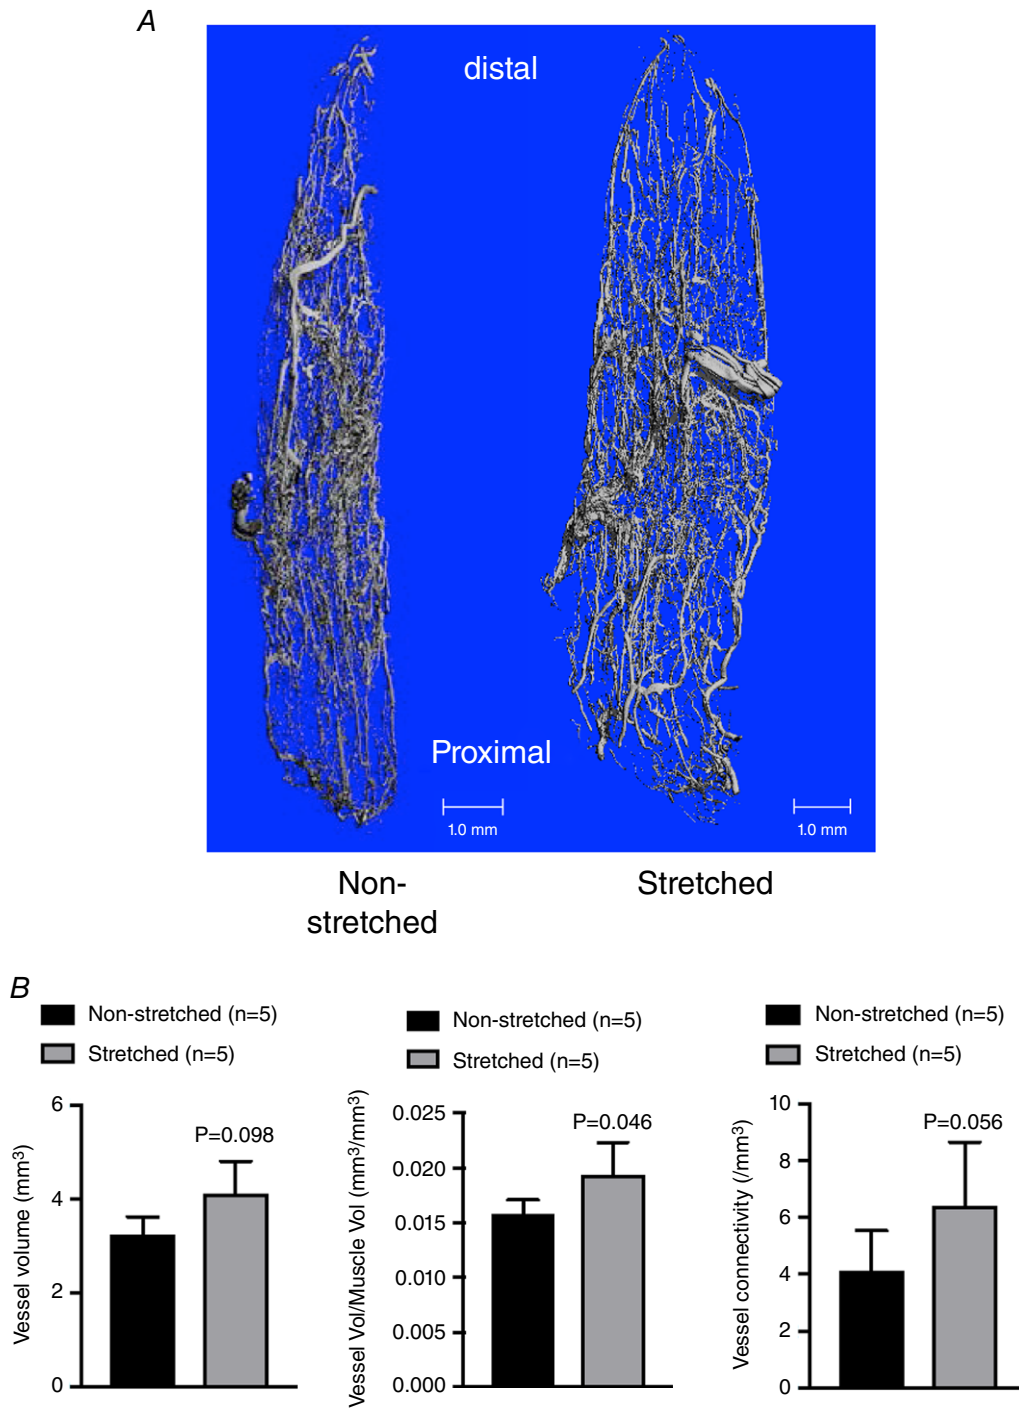 A
distal
Proximal
1.0 mm
1.0 mm
Non-
stretched
Stretched
B
Non-stretched (n=5)
Stretched (n=5)
Vessel volume (mm³)
6
4
2
0
P=0.098
Non-stretched (n=5)
Stretched (n=5)
Vessel Vol/Muscle Vol (mm³/mm³)
0.025
0.020
0.015
0.010
0.005
0.000
P=0.046
Non-stretched (n=5)
Stretched (n=5)
Vessel connectivity (/mm³)
10
8
6
4
2
0
P=0.056